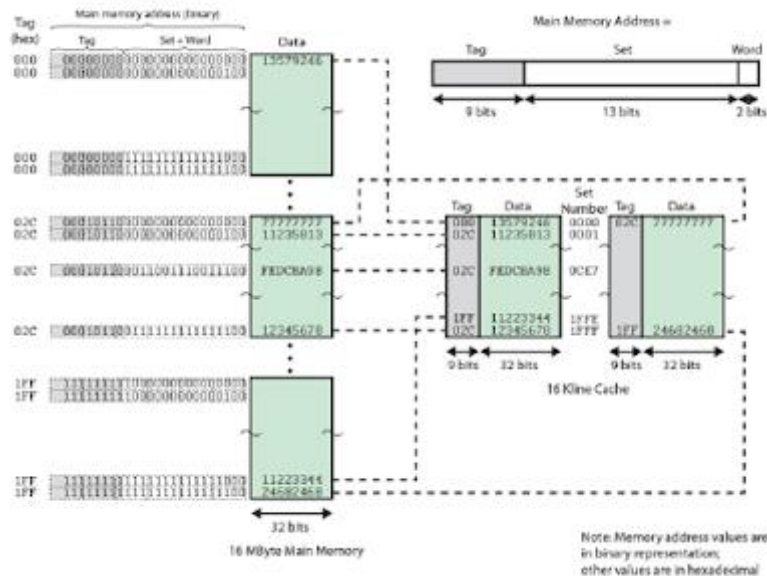 Tag
(hex)
Main memory address (binary)
Tag
Set + Word
Data
000
000
13579246
000
000
02C
02C
77777777
11235813
02C
FEDCBA98
02C
12345678
1FF
1FF
1FF
1FF
11223344
24682468
32 bits
16 MByte Main Memory
Main Memory Address =
Tag
Set
Word
9 bits
13 bits
2 bits
Tag
Data
Set
Number
Tag
Data
000
13579246
0000
02C
77777777
02C
11235813
0001
02C
FEDCBA98
0CE7
1FF
11223344
1FFE
02C
12345678
1FFF
1FF
24682468
9 bits
32 bits
9 bits
32 bits
16 Kline Cache
Note: Memory address values are
in binary representation;
other values are in hexadecimal